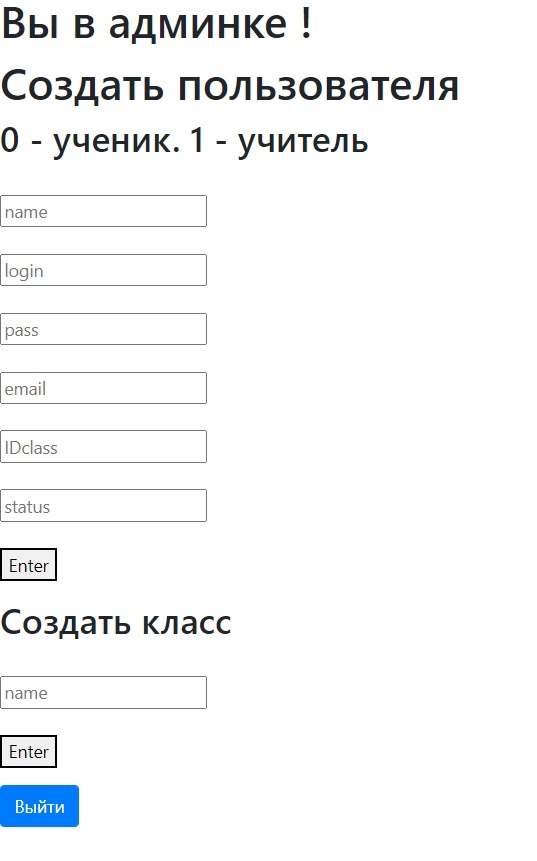 Вы в админке !
Создать пользователя
0 - ученик. 1 - учитель
name
login
pass
email
IDclass
status
Enter
Создать класс
name
Enter
Выйти